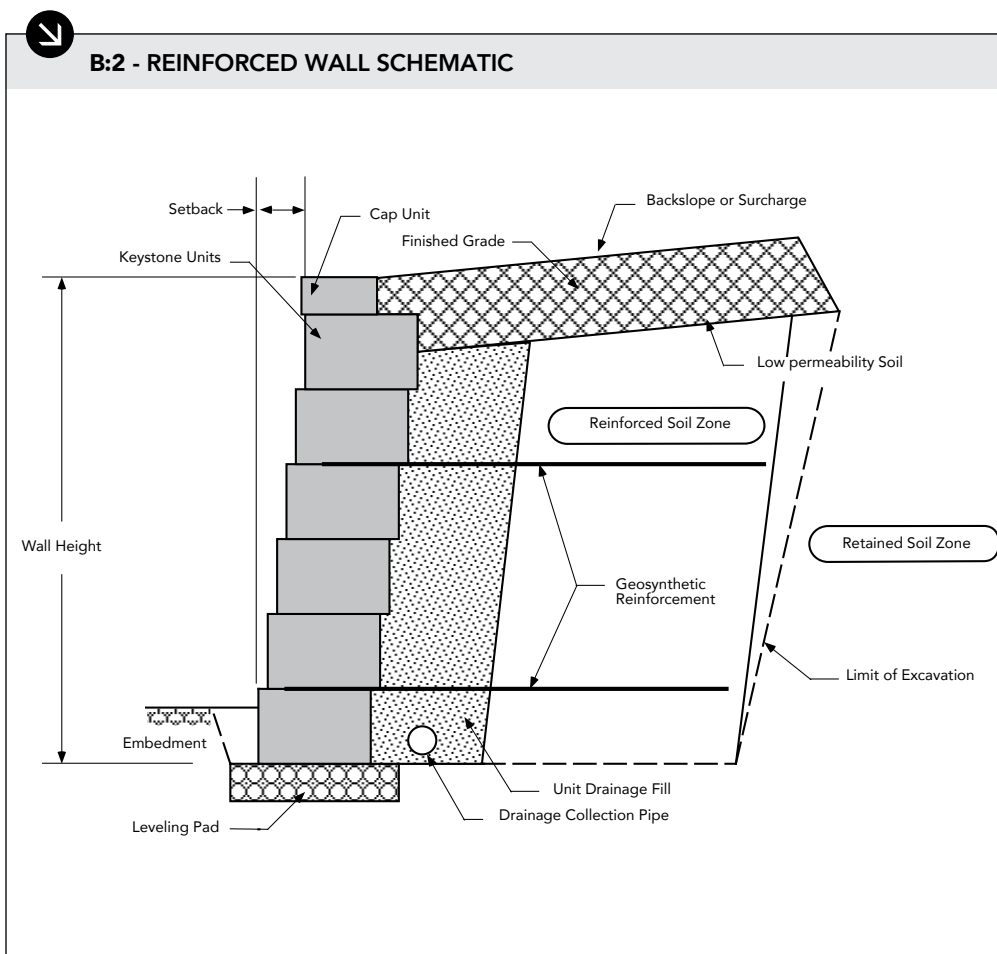 B:2 - REINFORCED WALL SCHEMATIC
Backslope or Surcharge
Setback
Cap Unit
Finished Grade
Keystone Units
Low permeability Soil
Reinforced Soil Zone
Wall Height
Retained Soil Zone
Geosynthetic
Reinforcement
Limit of Excavation
Embedment
Unit Drainage Fill
Drainage Collection Pipe
Leveling Pad